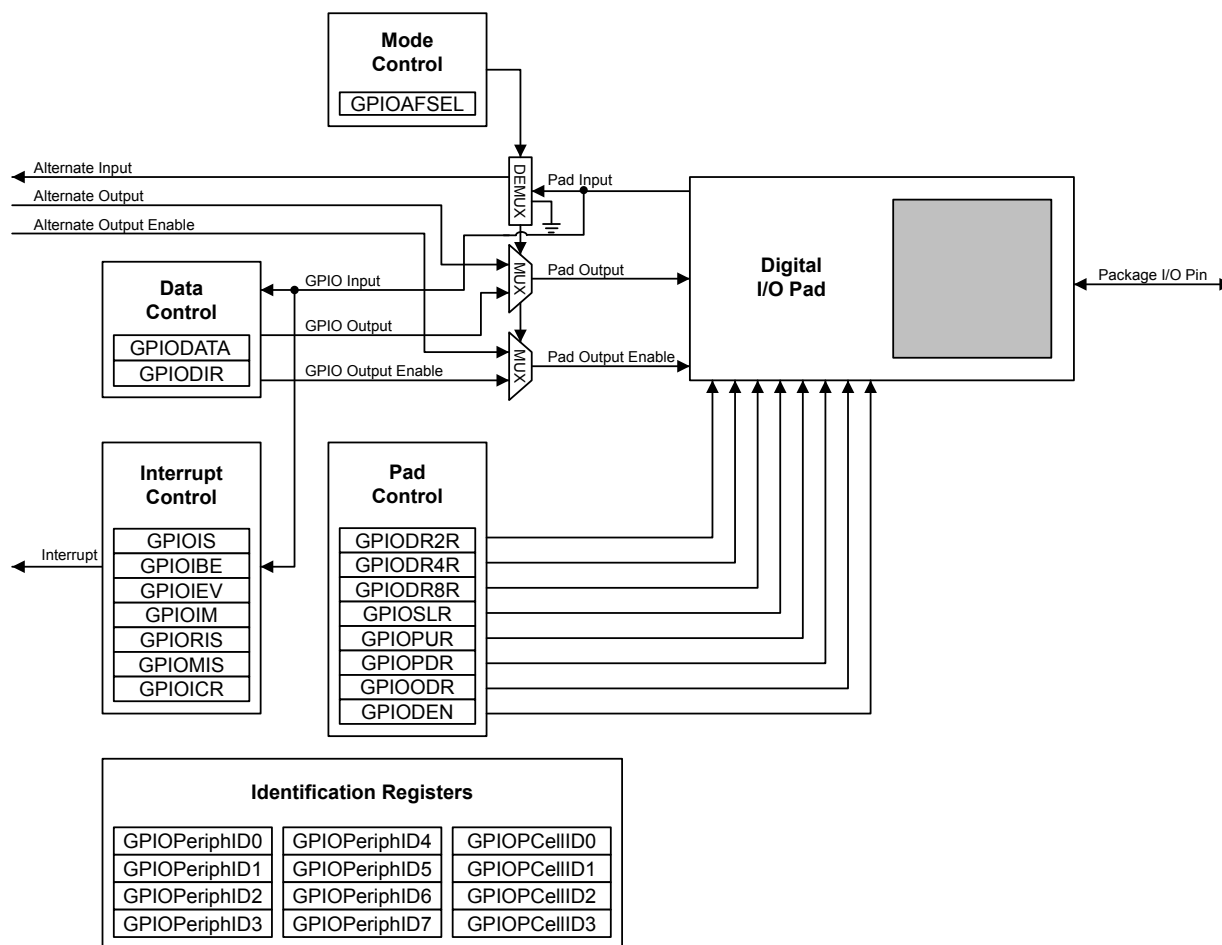 Mode
Control
GPIOAFSEL
Alternate Input
Alternate Output
Alternate Output Enable
DEMUX
Pad Input
MUX
Pad Output
MUX
Pad Output Enable
Digital
I/O Pad
Package I/O Pin
Data
Control
GPIODATA
GPIODIR
GPIO Input
GPIO Output
GPIO Output Enable
Interrupt
Control
GPIOIS
GPIOIBE
GPIOIEV
GPIOIM
GPIORIS
GPIOMIS
GPIOICR
Interrupt
Pad
Control
GPIODR2R
GPIODR4R
GPIODR8R
GPIOSLR
GPIOPUR
GPIOPDR
GPIOODR
GPIODEN
Identification Registers
GPIOPeriphID0
GPIOPeriphID1
GPIOPeriphID2
GPIOPeriphID3
GPIOPeriphID4
GPIOPeriphID5
GPIOPeriphID6
GPIOPeriphID7
GPIOPCellID0
GPIOPCellID1
GPIOPCellID2
GPIOPCellID3